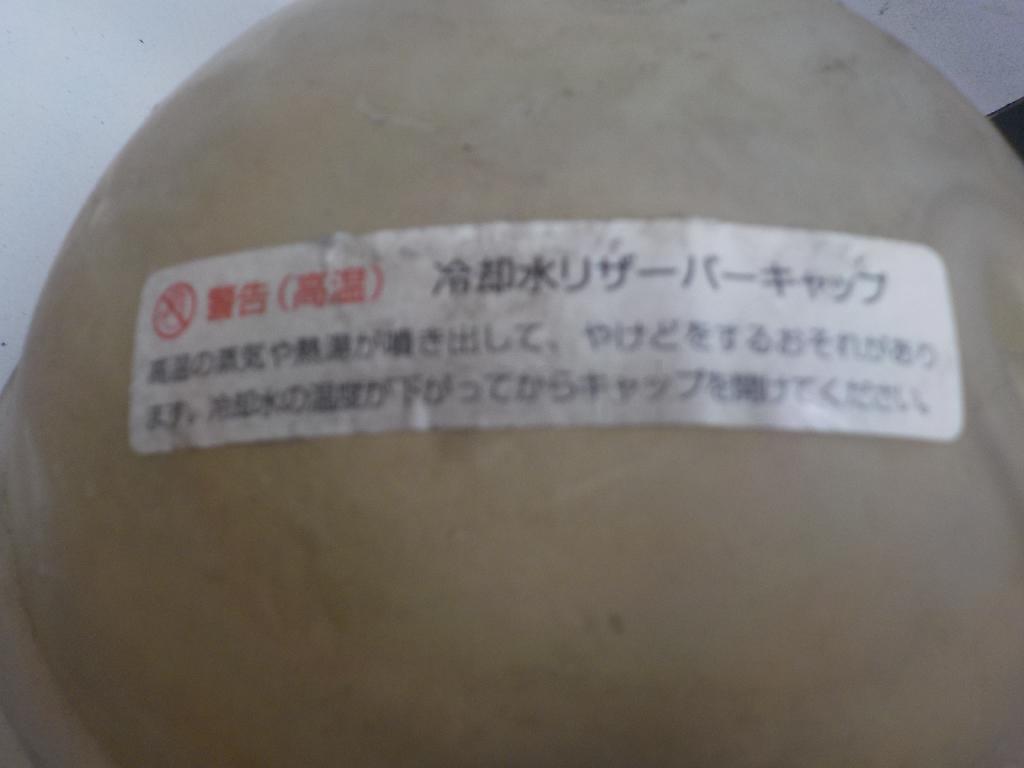 警告(高温) 冷却水リザーバーキャップ
高温の蒸気や熱湯が噴き出して、やけどをするおそれがあり
ます。冷却水の温度が下がってからキャップを開けてください。